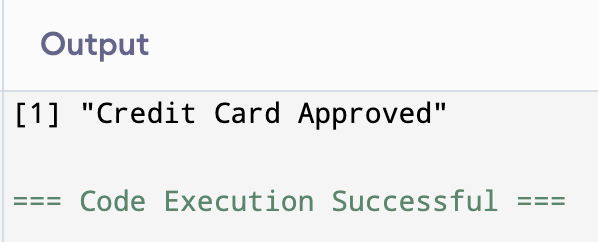 Output
[1] "Credit Card Approved"
=== Code Execution Successful ===